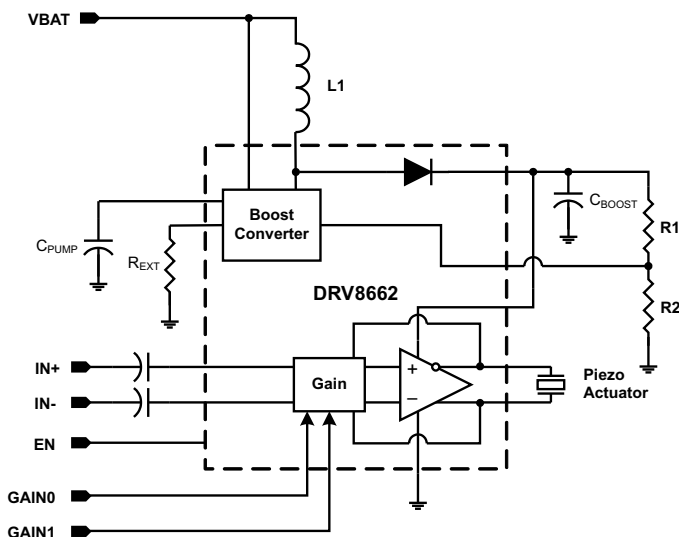 VBAT
L1
Boost
Converter
CBOOST
R1
CPUMP
REXT
R2
DRV8662
IN+
Gain
+
−
Piezo
Actuator
IN-
EN
GAIN0
GAIN1